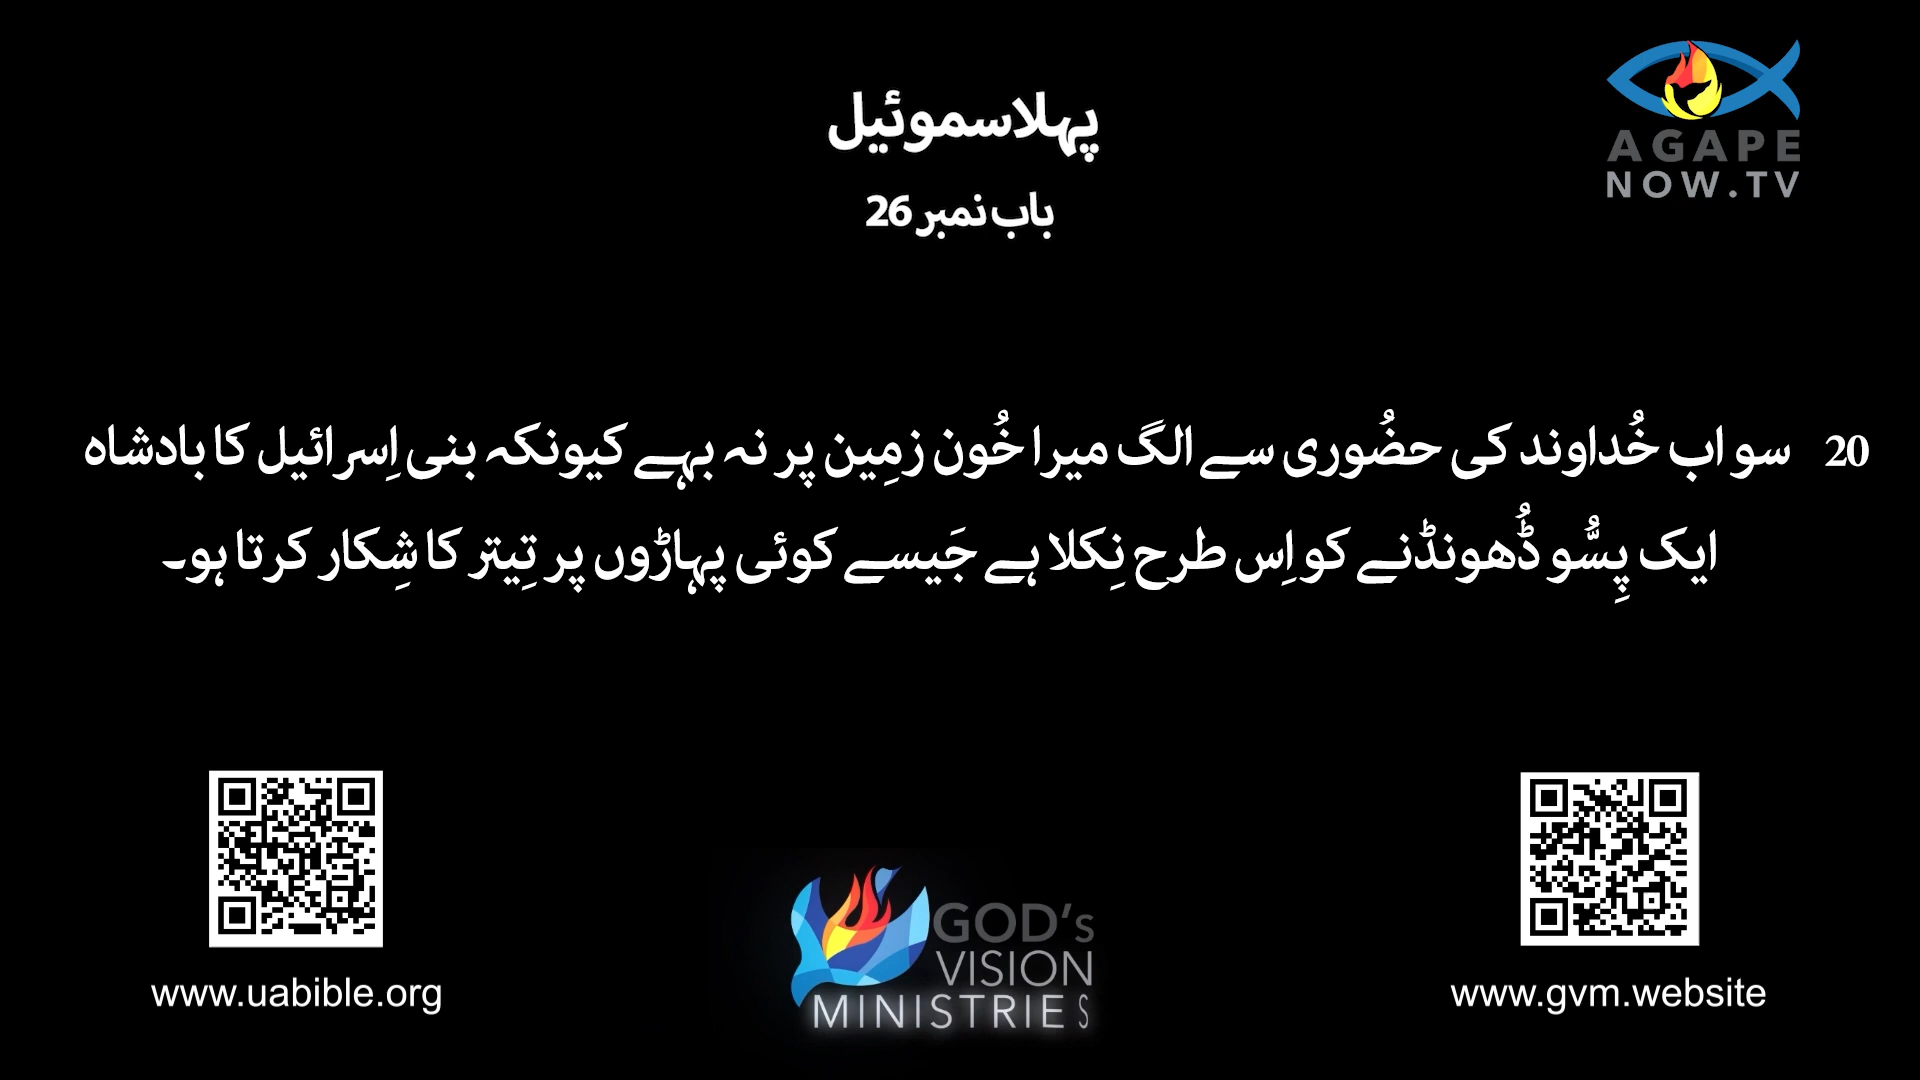 پہلا سموئیل
باب نمبر 26
AGAPE
NOW.TV
20 سو اب خُداوند کی حضُوری سے الگ میرا خُون زمِین پر نہ بہے کیونکہ بنی اِسرائیل کا بادشاہ
ایک پِسُّو ڈُھونڈنے کو اِس طرح نِکلا ہے جَیسے کوئی پہاڑوں پر تِیتر کا شِکار کرتا ہو۔
GOD's
VISION
MINISTRIES
www.uabible.org
www.gvm.website